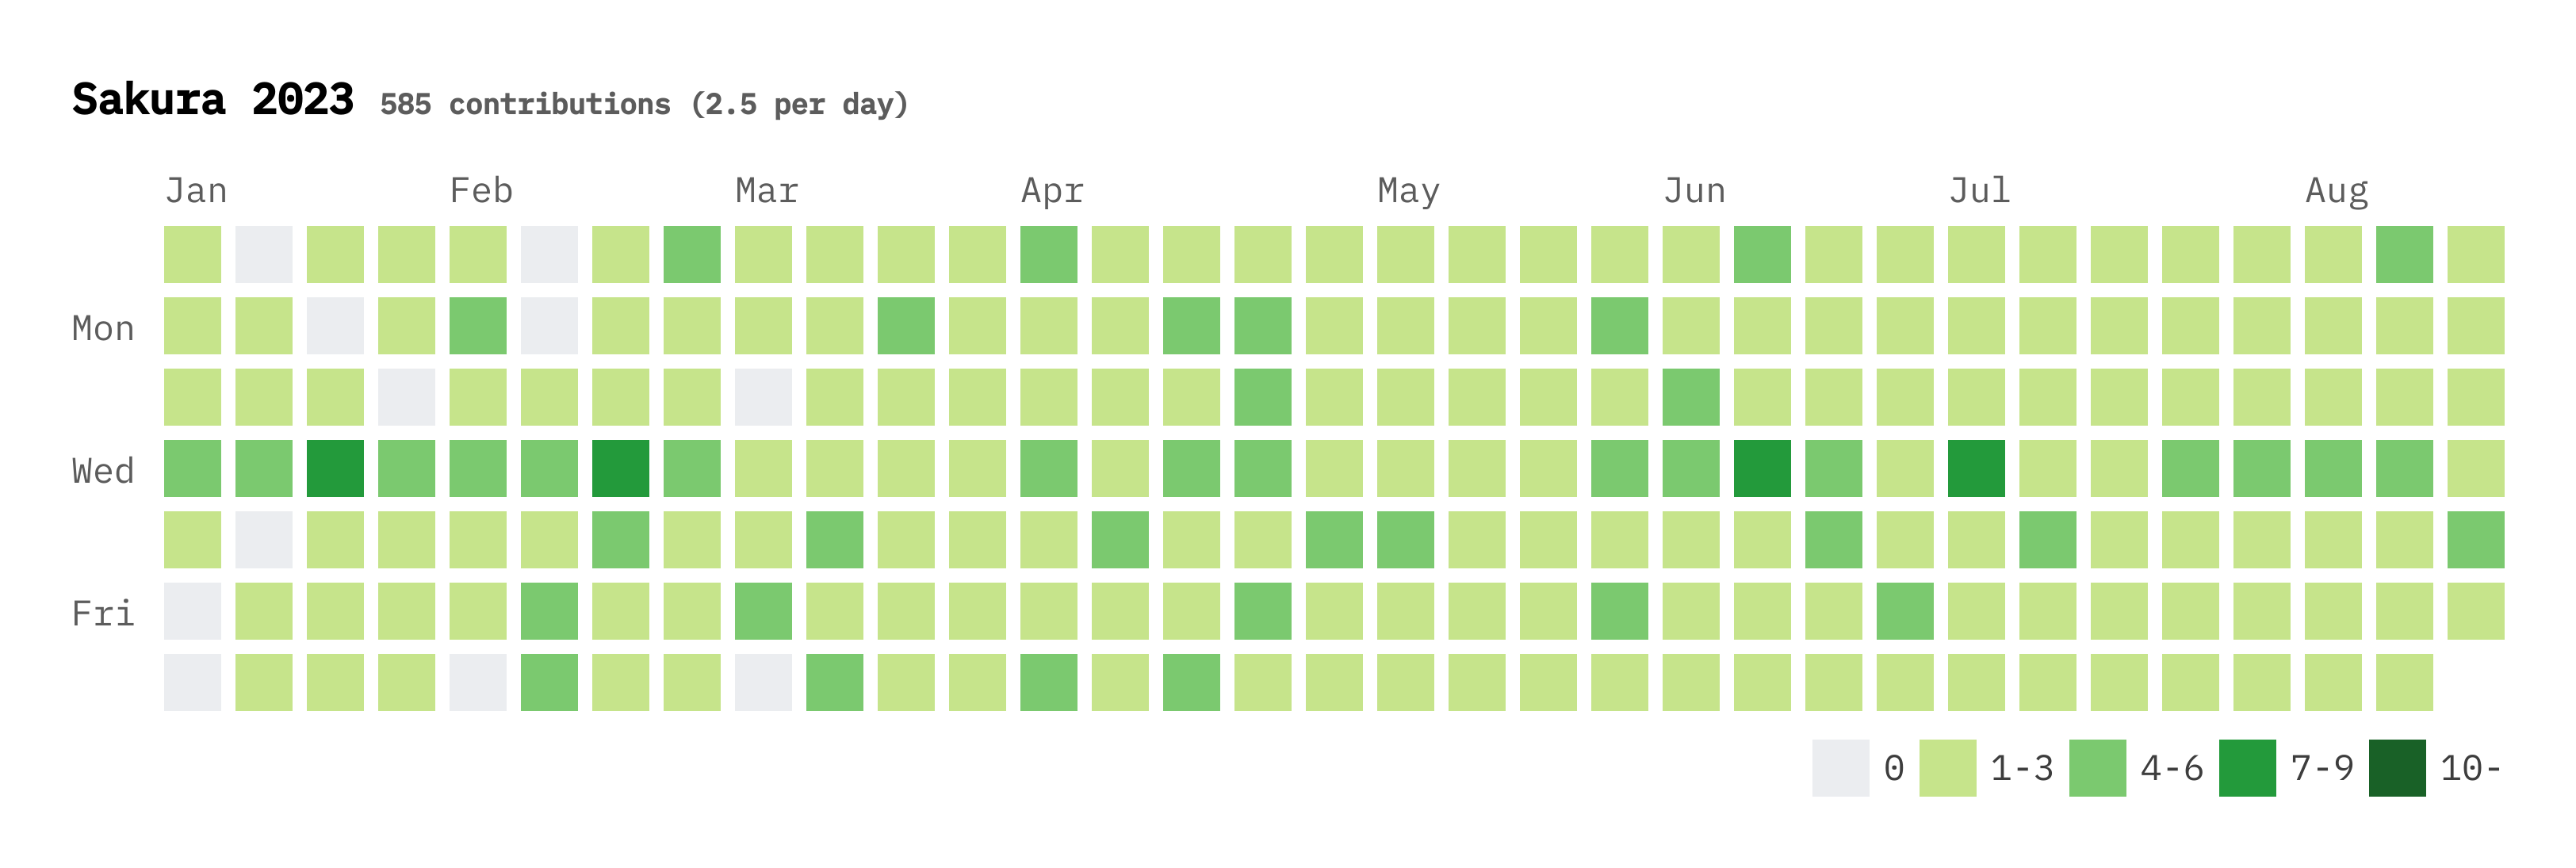 Sakura 2023 585 contributions (2.5 per day)
Jan Feb Mar Apr May Jun Jul Aug
Mon
Wed
Fri
0 1-3 4-6 7-9 10-